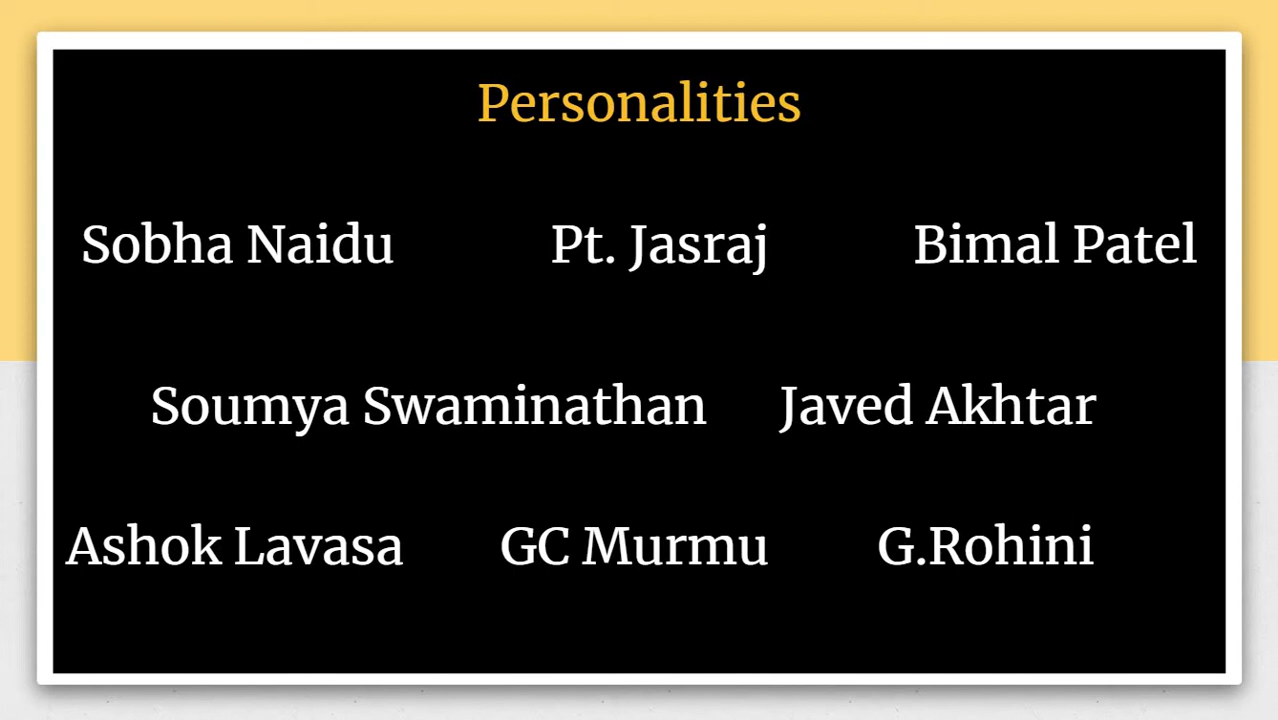 Personalities
Sobha Naidu Pt. Jasraj Bimal Patel
Soumya Swaminathan Javed Akhtar
Ashok Lavasa GC Murmu G.Rohini